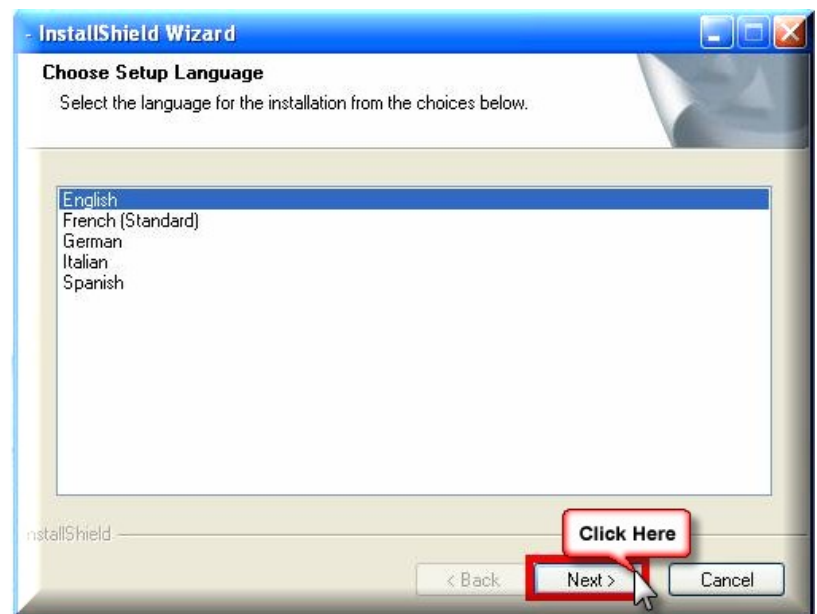 - InstallShield Wizard
Choose Setup Language
Select the language for the installation from the choices below.
English
French (Standard)
German
Italian
Spanish
nstallShield
Click Here
< Back
Next >
Cancel